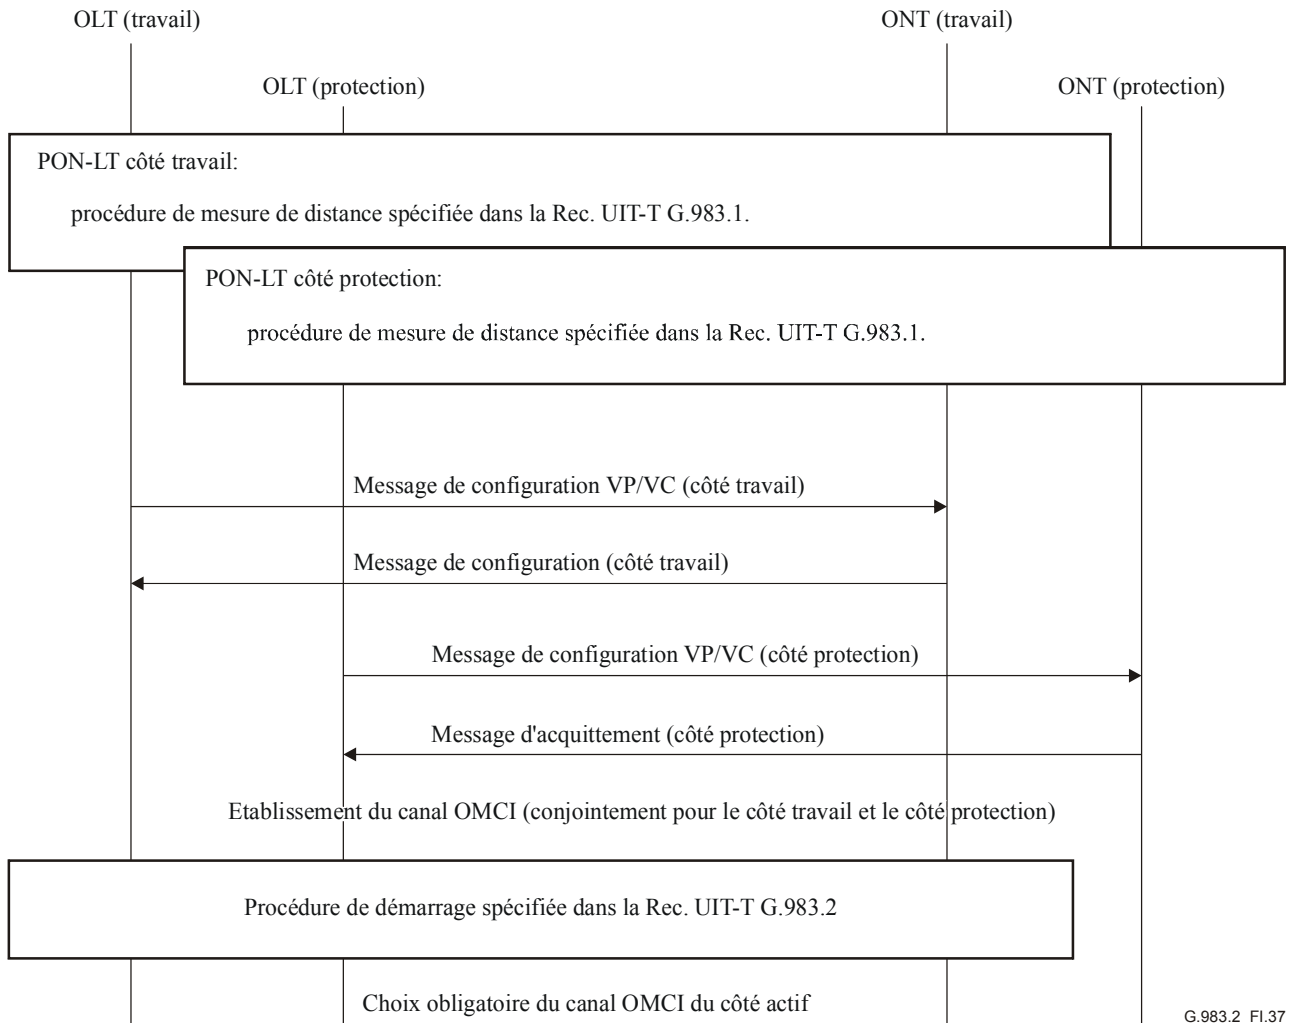 OLT (travail)
ONT (travail)
OLT (protection)
ONT (protection)
PON-LT côté travail:
procédure de mesure de distance spécifiée dans la Rec. UIT-T G.983.1.
PON-LT côté protection:
procédure de mesure de distance spécifiée dans la Rec. UIT-T G.983.1.
Message de configuration VP/VC (côté travail)
Message de configuration (côté travail)
Message de configuration VP/VC (côté protection)
Message d'acquittement (côté protection)
Etablissement du canal OMCI (conjointement pour le côté travail et le côté protection)
Procédure de démarrage spécifiée dans la Rec. UIT-T G.983.2
Choix obligatoire du canal OMCI du côté actif
G.983.2_FI.37